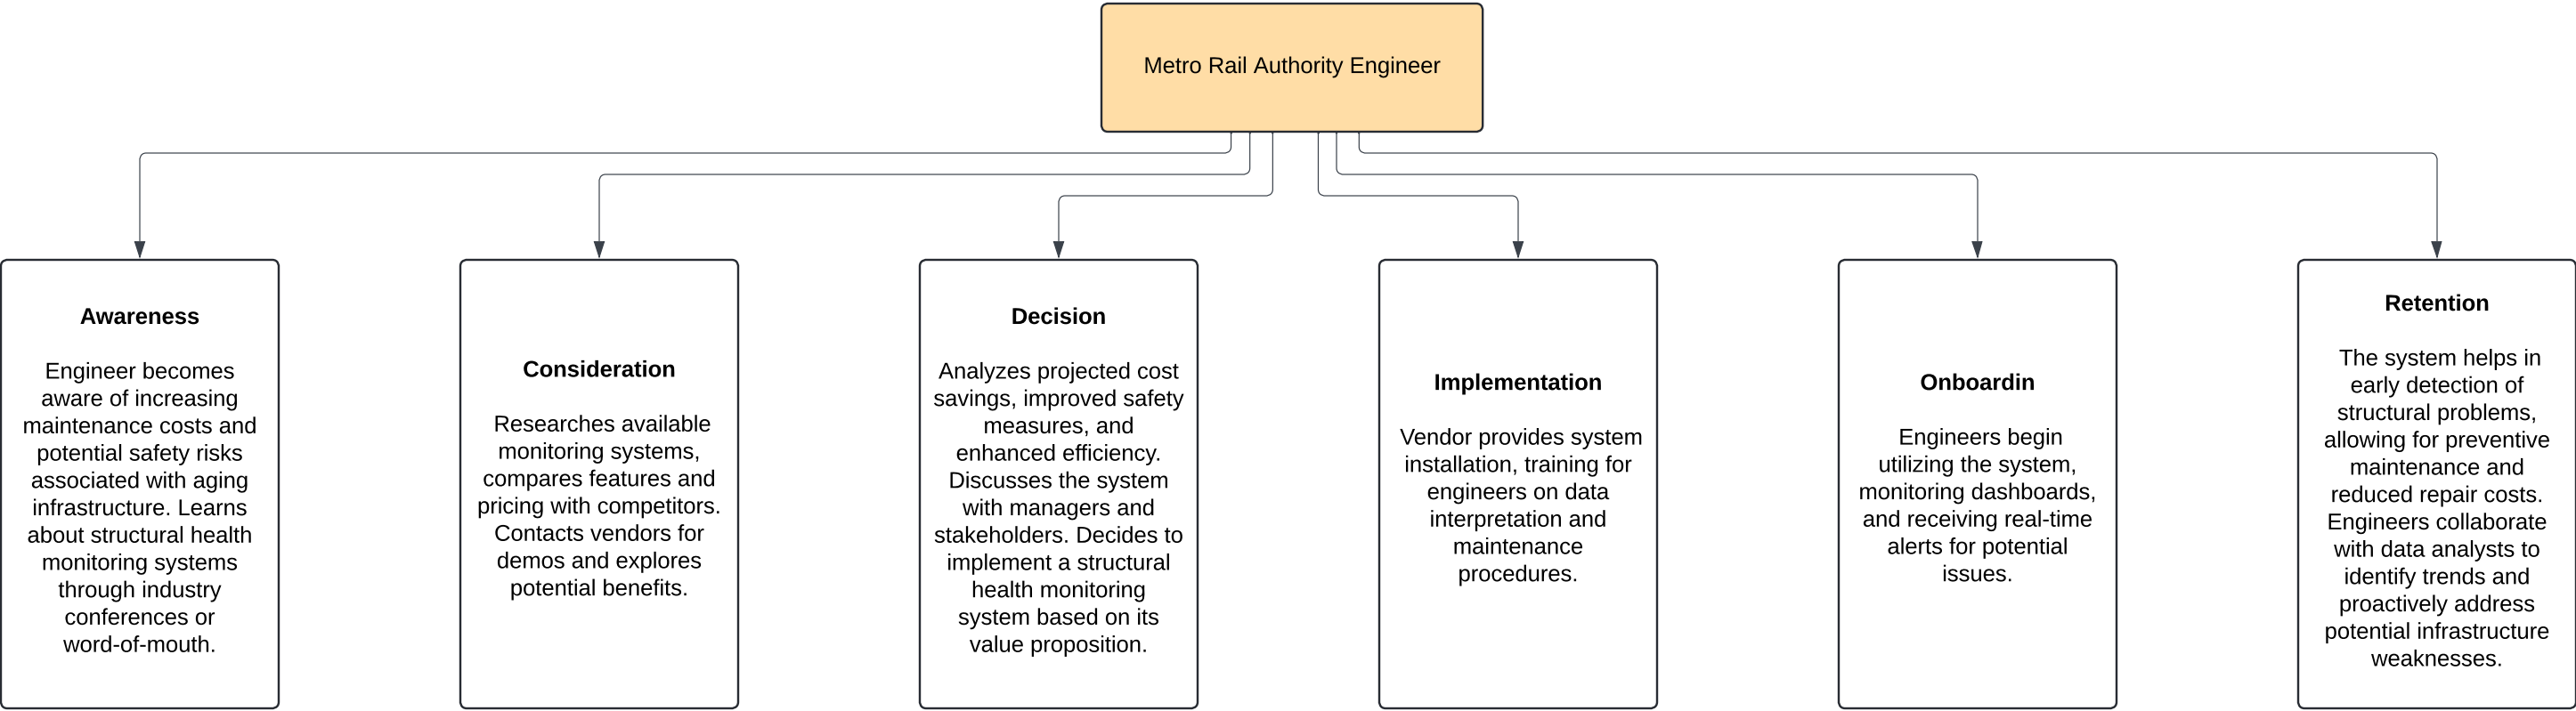 Metro Rail Authority Engineer
Awareness
Engineer becomes
aware of increasing
maintenance costs and
potential safety risks
associated with aging
infrastructure. Learns
about structural health
monitoring systems
through industry
conferences or
word-of-mouth.
Consideration
Researches available
monitoring systems,
compares features and
pricing with competitors.
Contacts vendors for
demos and explores
potential benefits.
Decision
Analyzes projected cost
savings, improved safety
measures, and
enhanced efficiency.
Discusses the system
with managers and
stakeholders. Decides to
implement a structural
health monitoring
system based on its
value proposition.
Implementation
Vendor provides system
installation, training for
engineers on data
interpretation and
maintenance
procedures.
Onboardin
Engineers begin
utilizing the system,
monitoring dashboards,
and receiving real-time
alerts for potential
issues.
Retention
The system helps in
early detection of
structural problems,
allowing for preventive
maintenance and
reduced repair costs.
Engineers collaborate
with data analysts to
identify trends and
proactively address
potential infrastructure
weaknesses.